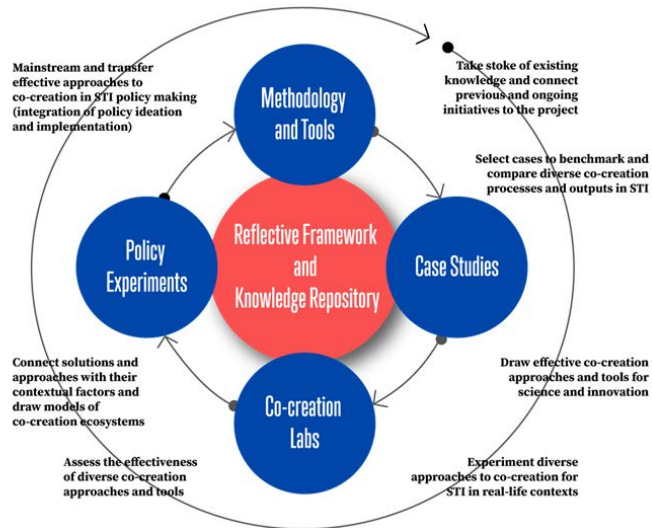 Mainstream and transfer
effective approaches to
co-creation in STI policy making
(integration of policy ideation
and implementation)
Take stoke of existing
knowledge and connect
previous and ongoing
initiatives to the project
Methodology
and Tools
Select cases to benchmark and
compare diverse co-creation
processes and outputs in STI
Policy
Experiments
Reflective Framework
and
Knowledge Repository
Case Studies
Connect solutions and
approaches with their
contextual factors and
draw models of
co-creation ecosystems
Draw effective co-creation
approaches and tools for
science and innovation
Co-creation
Labs
Assess the effectiveness
of diverse co-creation
approaches and tools
Experiment diverse
approaches to co-creation for
STI in real-life contexts